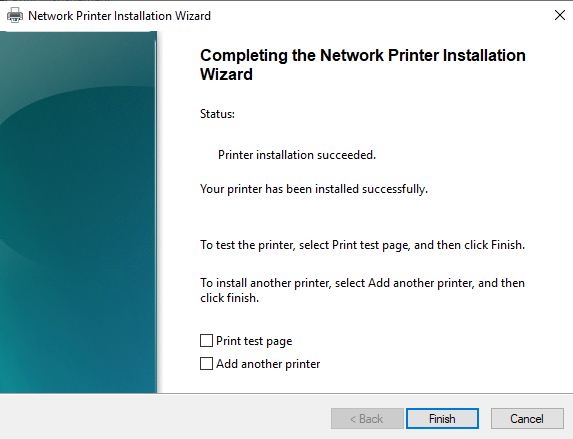 Network Printer Installation Wizard
Completing the Network Printer Installation
Wizard
Status:
Printer installation succeeded.
Your printer has been installed successfully.
To test the printer, select Print test page, and then click Finish.
To install another printer, select Add another printer, and then
click finish.
Print test page
Add another printer
< Back
Finish
Cancel